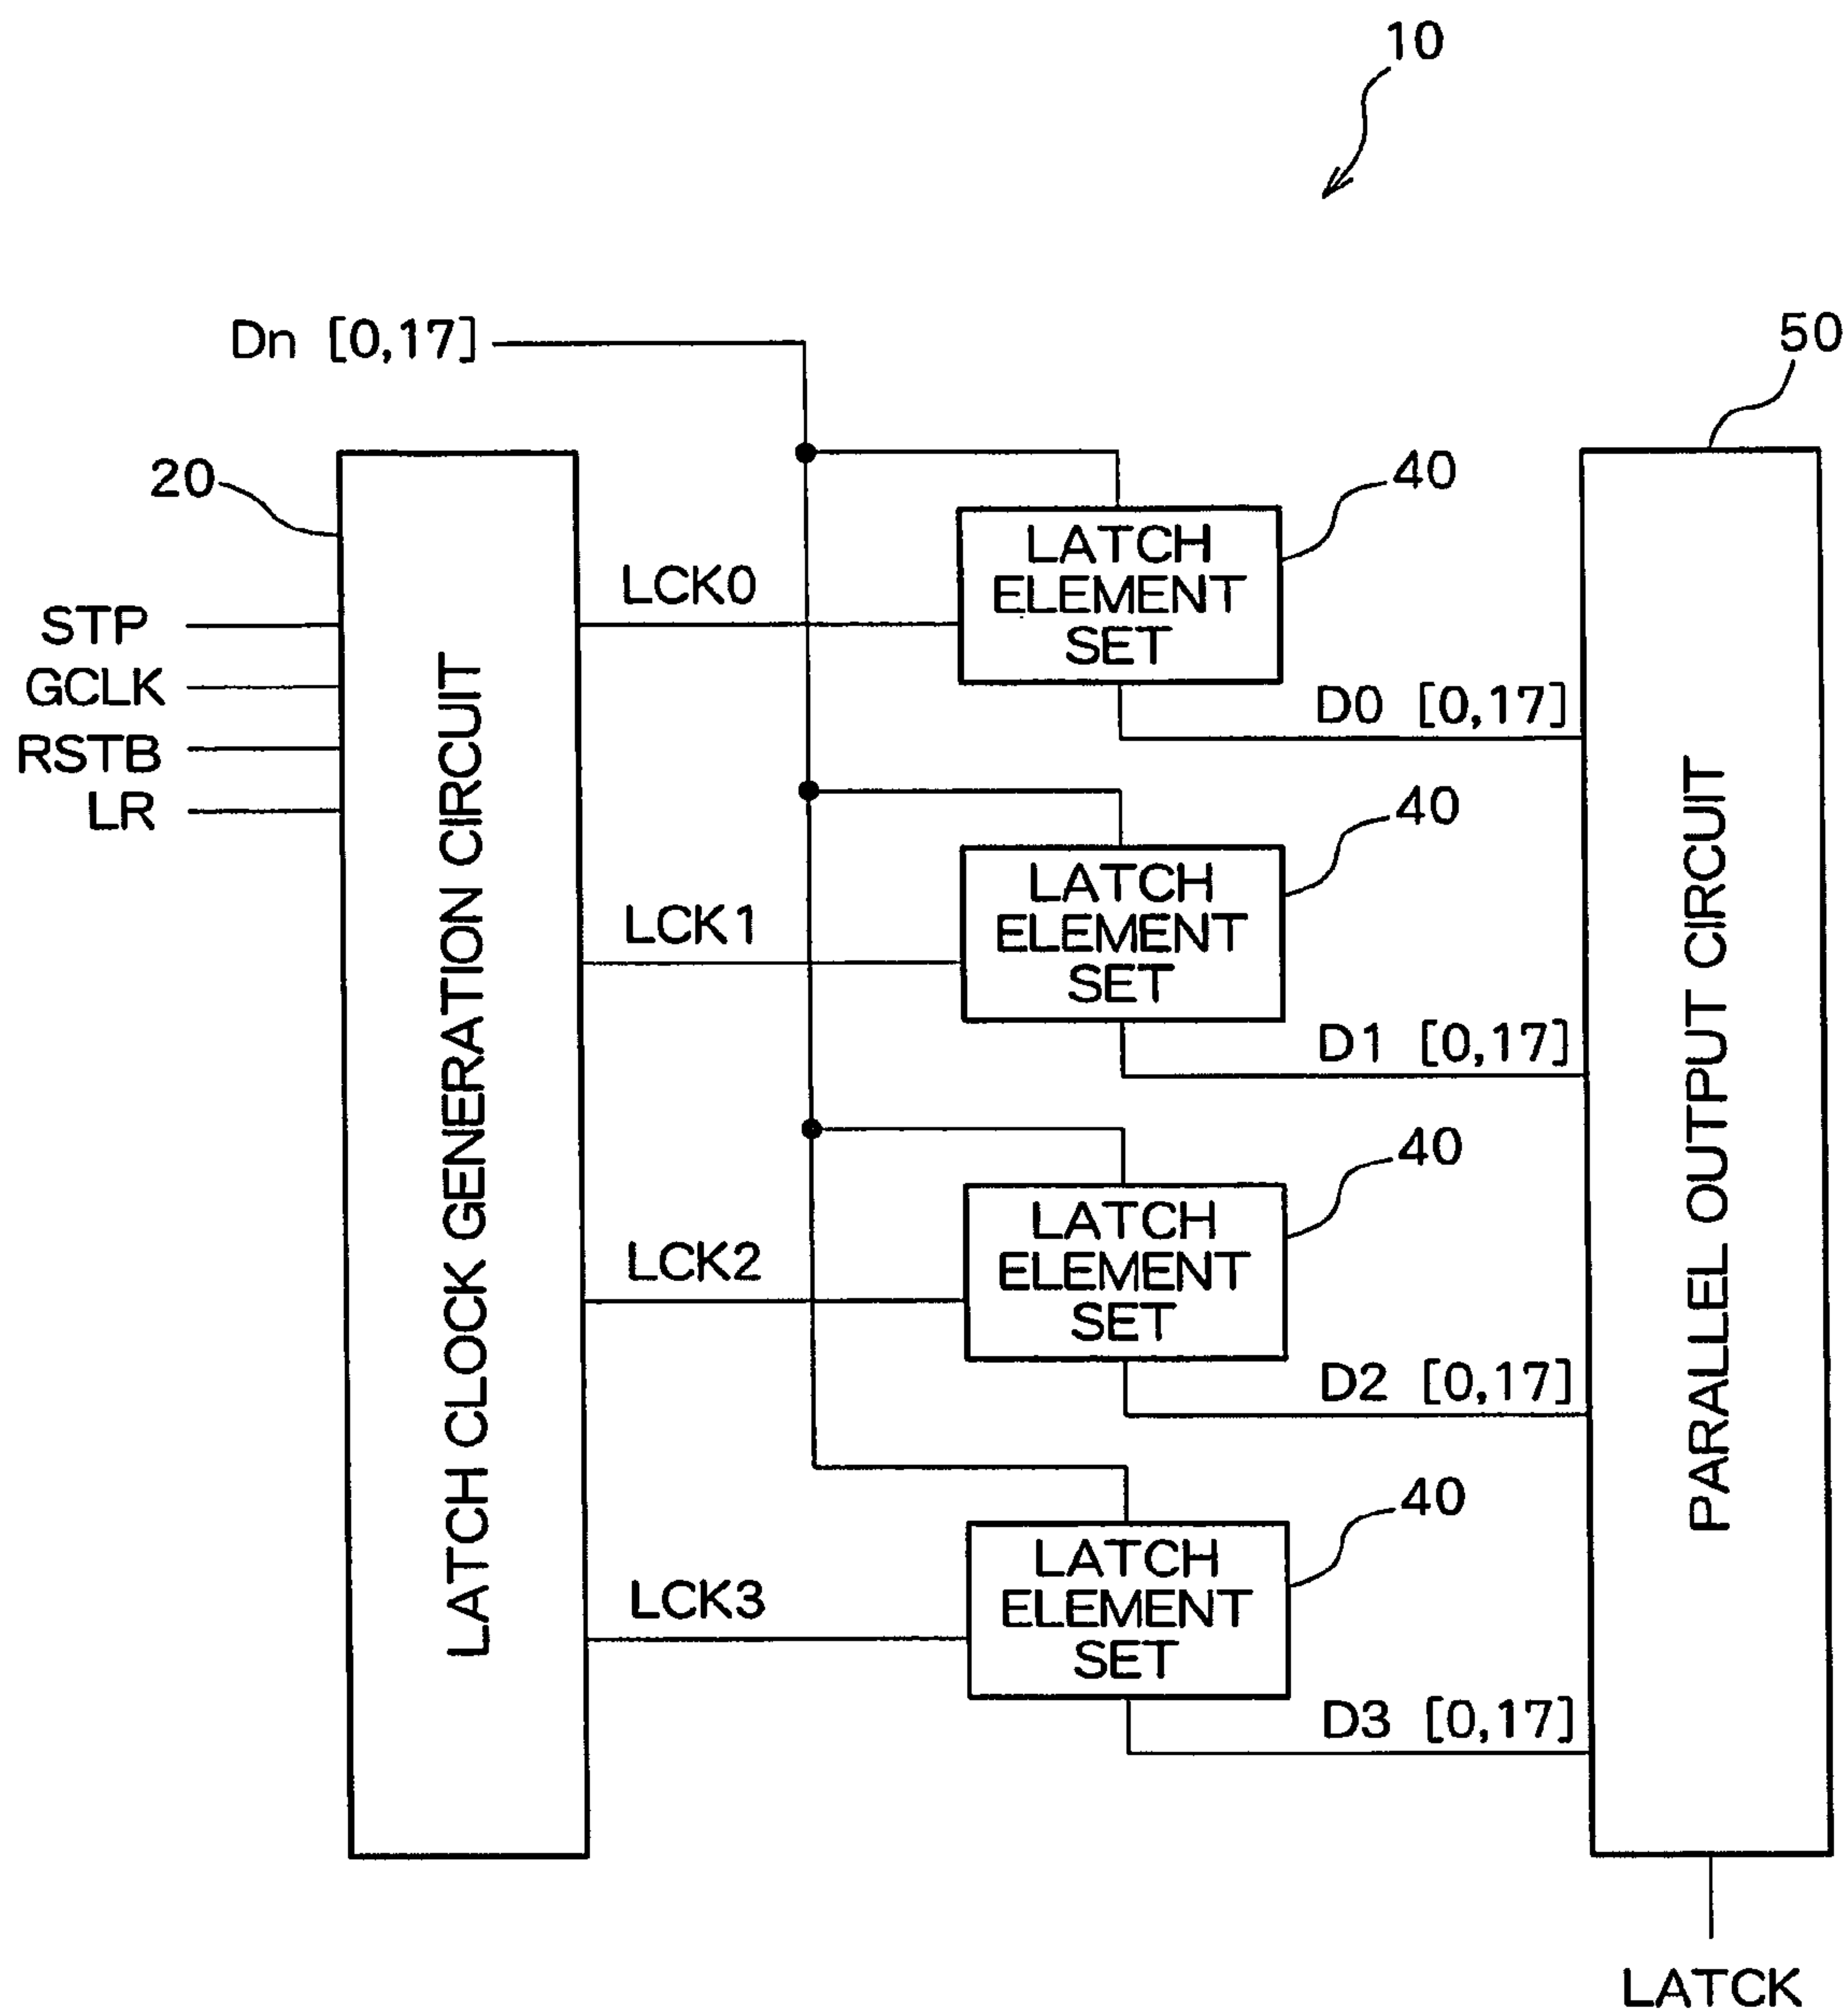 10
Dn [0,17]
50
20
40
LATCH
ELEMENT
SET
LCK0
STP
GCLK
RSTB
LR
D0 [0,17]
LATCH CLOCK GENERATION CIRCUIT
PARALLEL OUTPUT CIRCUIT
40
LATCH
ELEMENT
SET
LCK1
D1 [0,17]
40
LATCH
ELEMENT
SET
LCK2
D2 [0,17]
40
LATCH
ELEMENT
SET
LCK3
D3 [0,17]
LATCK